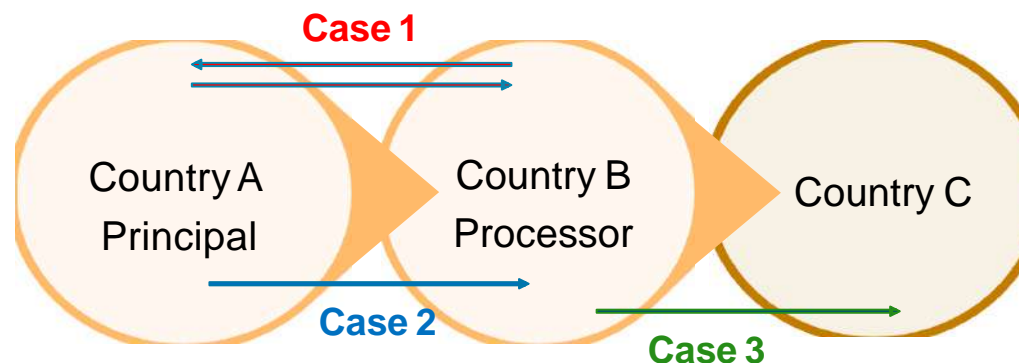 Case 1
Country A
Principal
Country B
Processor
Country C
Case 2
Case 3